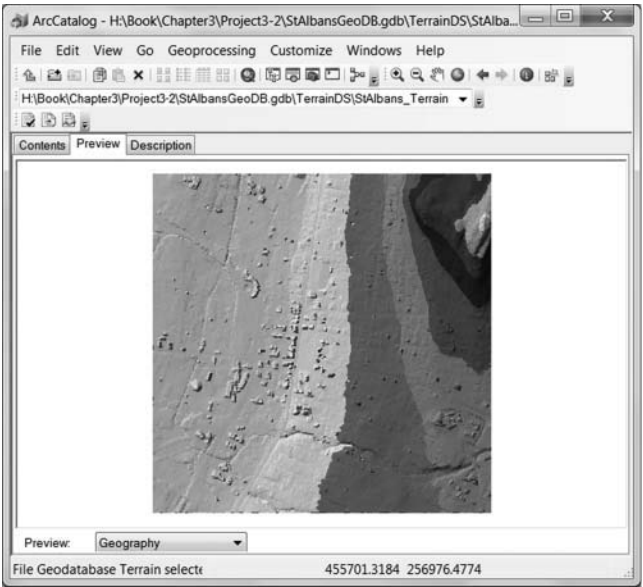 ArcCatalog - H:\Book\Chapter3\Project3-2\StAlbansGeoDB.gdb\TerrainDS\StAlba...
File Edit View Go Geoprocessing Customize Windows Help
H:\Book\Chapter3\Project3-2\StAlbansGeoDB.gdb\TerrainDS\StAlbans_Terrain
Contents Preview Description
Preview: Geography
File Geodatabase Terrain selecte 455701.3184 256976.4774